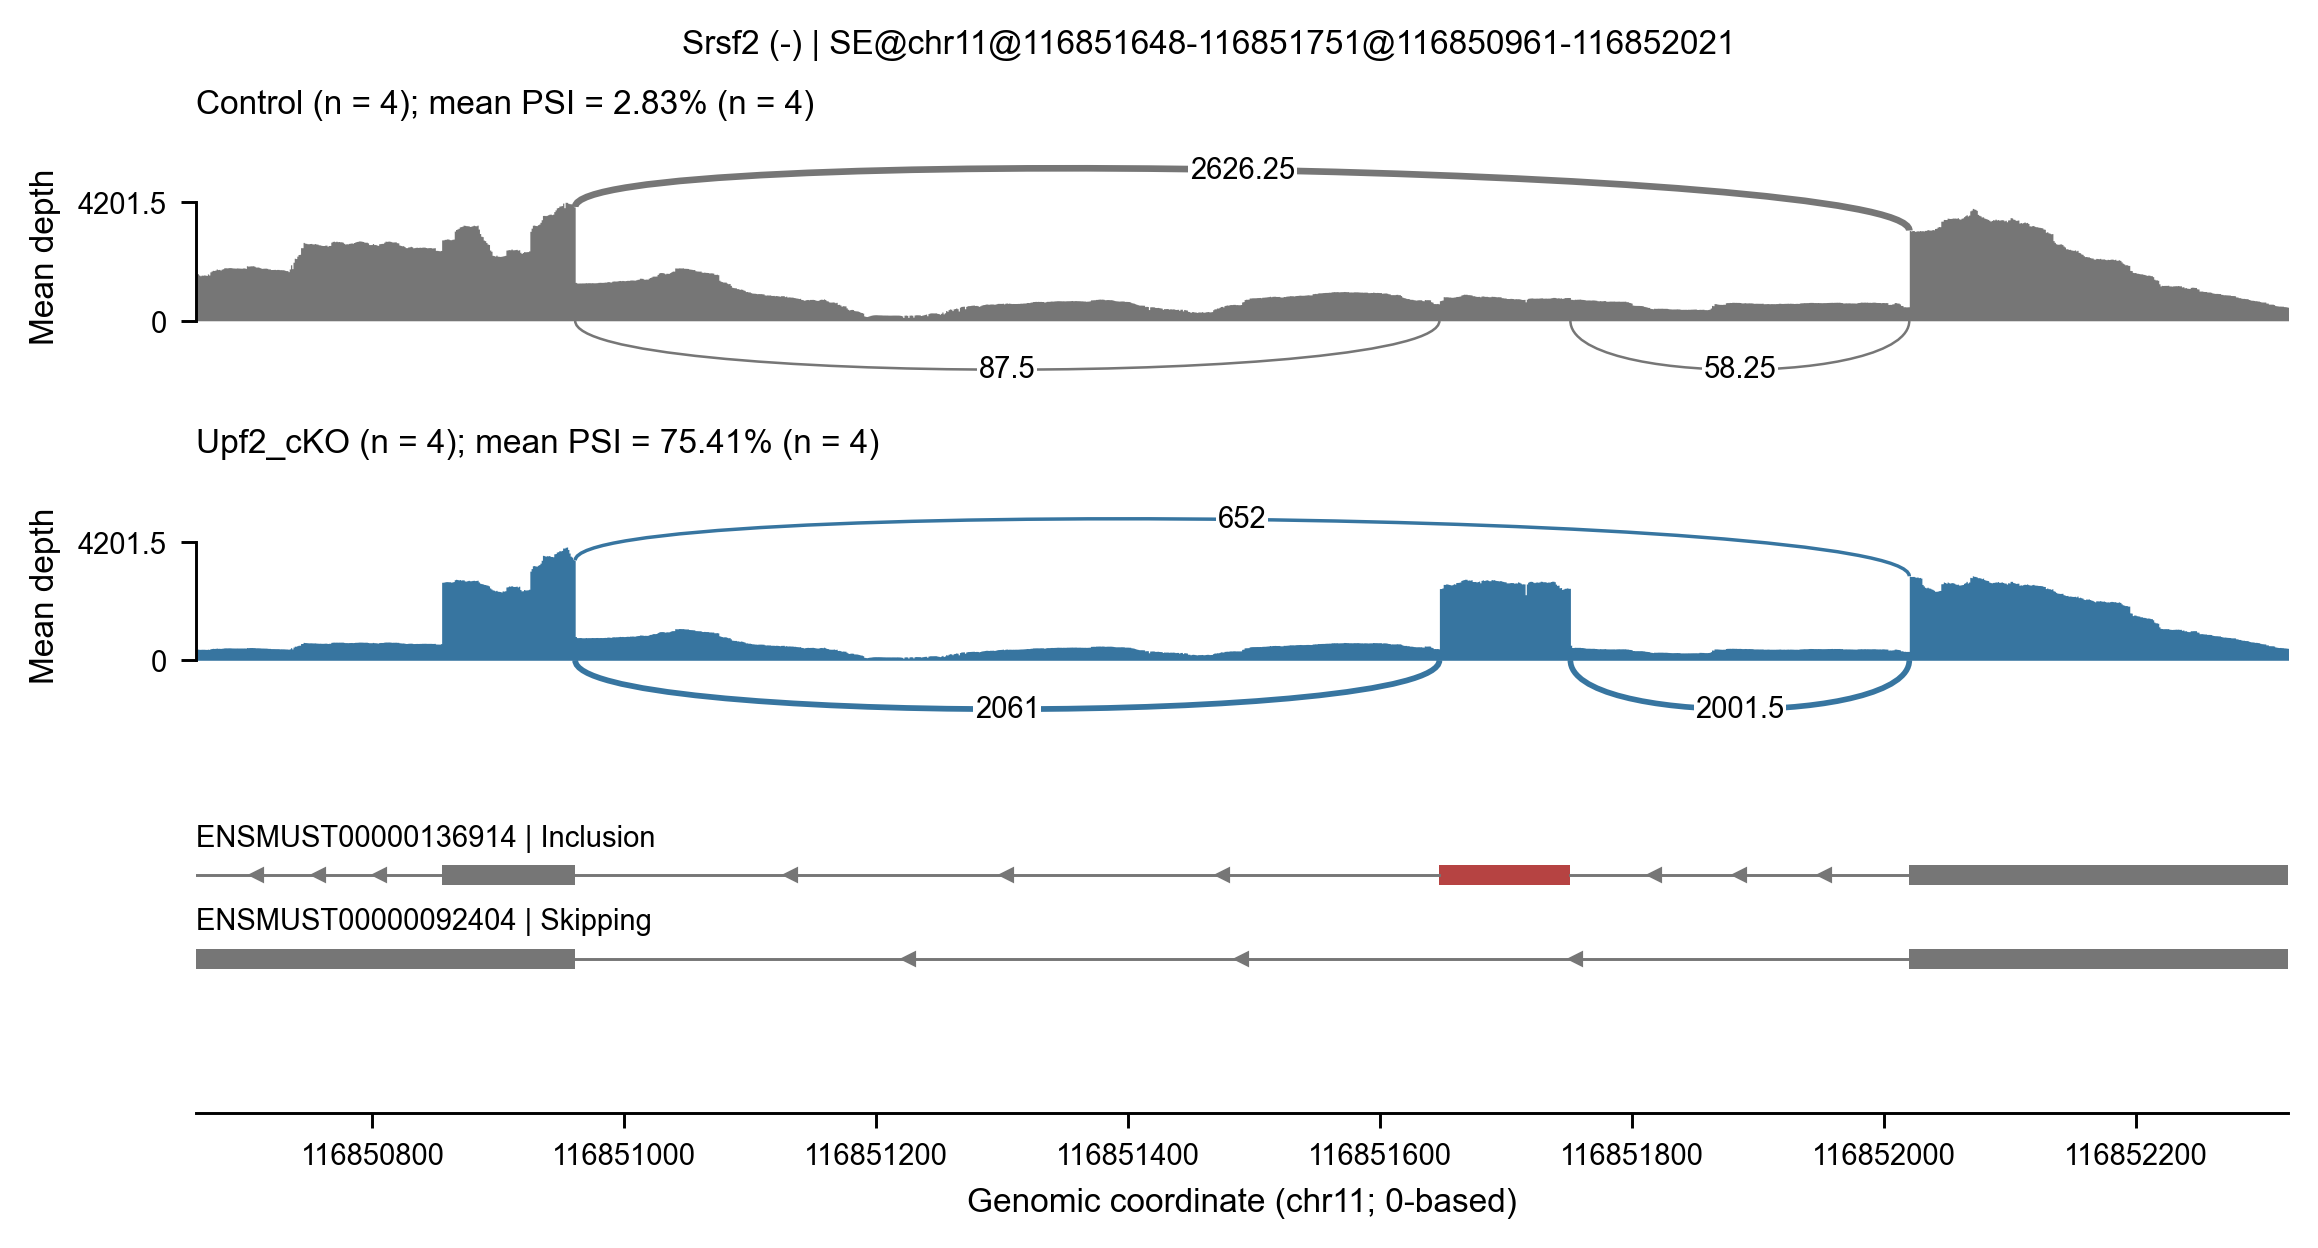 Srsf2 (-) | SE@chr11@116851648-116851751@116850961-116852021
Control (n = 4); mean PSI = 2.83% (n = 4)
Mean depth
4201.5
0
2626.25
87.5
58.25
Upf2_cKO (n = 4); mean PSI = 75.41% (n = 4)
Mean depth
4201.5
0
652
2061
2001.5
ENSMUST00000136914 | Inclusion
ENSMUST00000092404 | Skipping
116850800 116851000 116851200 116851400 116851600 116851800 116852000 116852200
Genomic coordinate (chr11; 0-based)